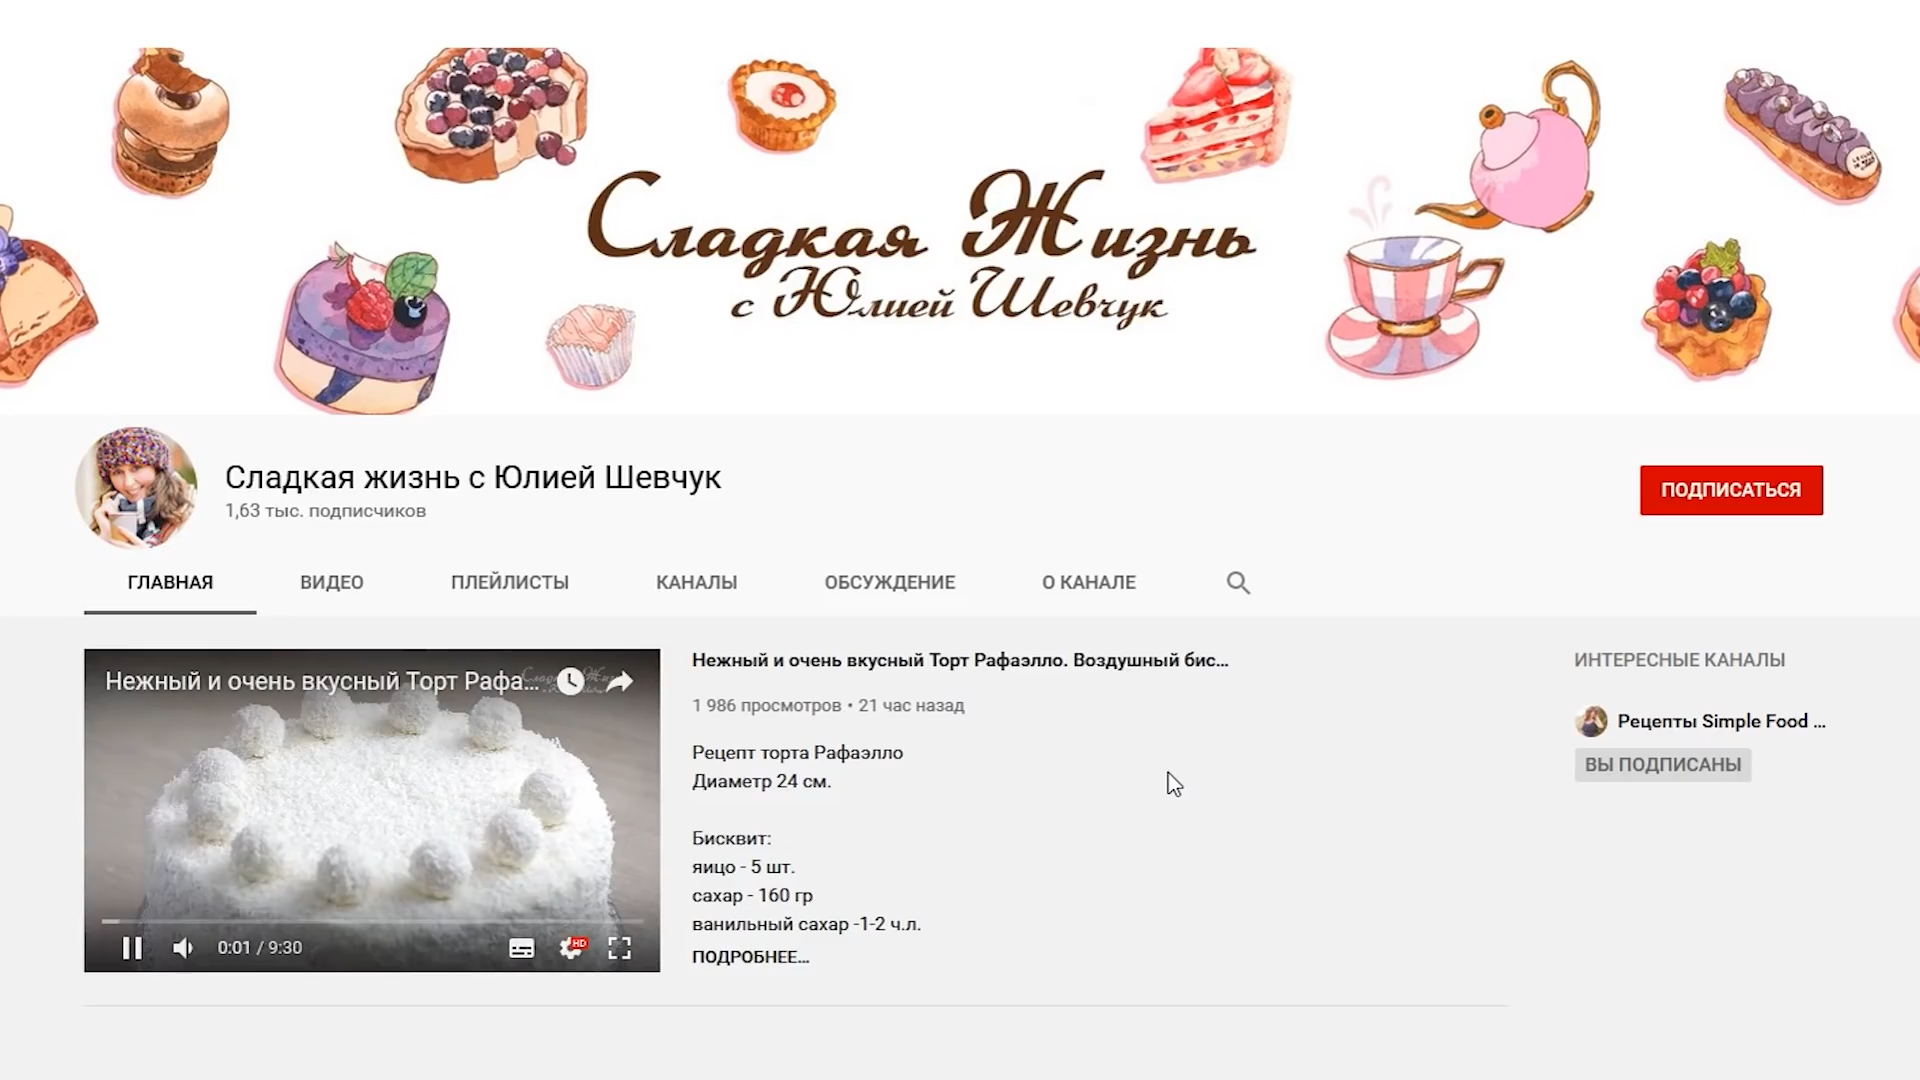 Сладкая Жизнь
с Юлией Шевчук
Сладкая жизнь с Юлией Шевчук
1,63 тыс. подписчиков
ПОДПИСАТЬСЯ
ГЛАВНАЯ ВИДЕО ПЛЕЙЛИСТЫ КАНАЛЫ ОБСУЖДЕНИЕ О КАНАЛЕ
Нежный и очень вкусный Торт Рафа...
0:01 / 9:30
HD
Нежный и очень вкусный Торт Рафаэлло. Воздушный бис...
1 986 просмотров • 21 час назад
Рецепт торта Рафаэлло
Диаметр 24 см.
Бисквит:
яицо - 5 шт.
сахар - 160 гр
ванильный сахар -1-2 ч.л.
ПОДРОБНЕЕ...
ИНТЕРЕСНЫЕ КАНАЛЫ
Рецепты Simple Food ...
ВЫ ПОДПИСАНЫ